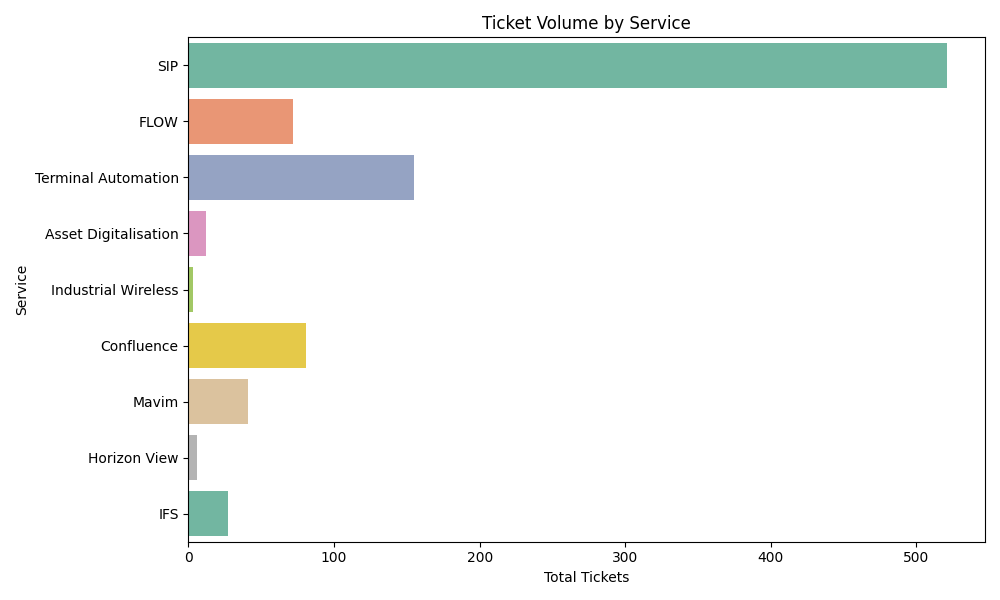 Ticket Volume by Service
SIP
FLOW
Terminal Automation
Asset Digitalisation
Industrial Wireless
Confluence
Mavim
Horizon View
IFS
Service
0 100 200 300 400 500
Total Tickets